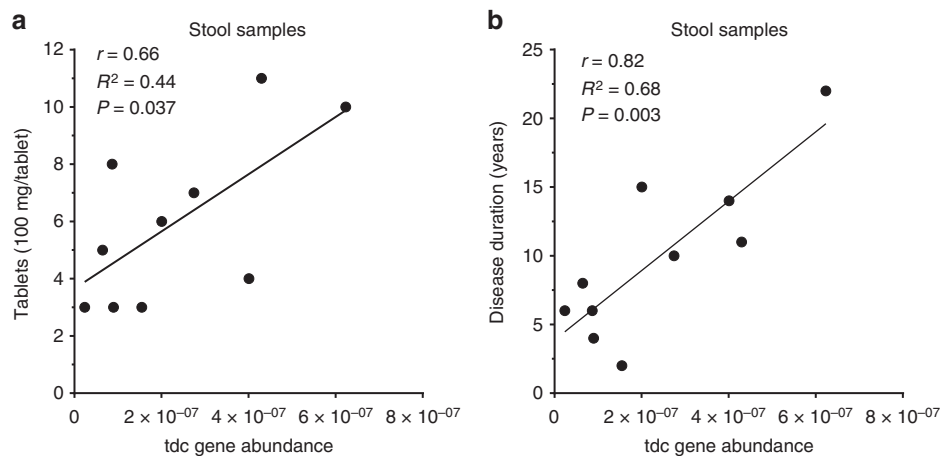 a
Stool samples
r = 0.66
R² = 0.44
P = 0.037
Tablets (100 mg/tablet)
12
10
8
6
4
2
0
0
2 × 10⁻⁰⁷
4 × 10⁻⁰⁷
6 × 10⁻⁰⁷
8 × 10⁻⁰⁷
tdc gene abundance
b
Stool samples
r = 0.82
R² = 0.68
P = 0.003
Disease duration (years)
25
20
15
10
5
0
0
2 × 10⁻⁰⁷
4 × 10⁻⁰⁷
6 × 10⁻⁰⁷
8 × 10⁻⁰⁷
tdc gene abundance